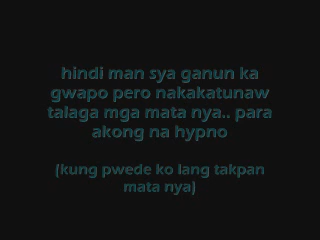 hindi man sya ganun ka
gwapo pero nakakatunaw
talaga mga mata nya.. para
akong na hypno
(kung pwede ko lang takpan
mata nya)